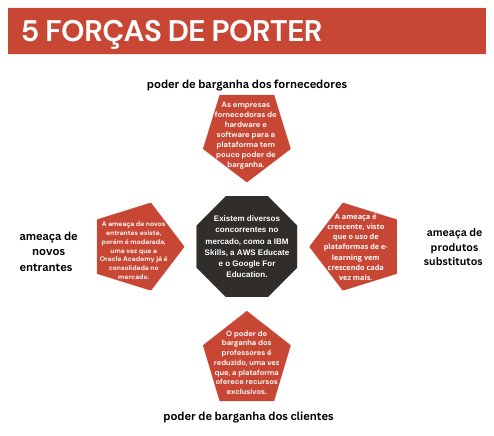 5 FORÇAS DE PORTER
poder de barganha dos fornecedores
As empresas
fornecedoras de
hardware e
software para a
plataforma tem
pouco poder de
barganha.
ameaça de
novos
entrantes
A ameaça de novos
entrantes existe,
porém é moderada,
uma vez que a
Oracle Academy já é
consolidada no
mercado.
Existem diversos
concorrentes no
mercado, como a IBM
Skills, a AWS Educate
e o Google For
Education.
A ameaça é
crescente, visto
que o uso de
plataformas de e-
learning vem
crescendo cada
vez mais.
ameaça de
produtos
substitutos
O poder de
barganha dos
professores é
reduzido, uma vez
que, a plataforma
oferece recursos
exclusivos.
poder de barganha dos clientes